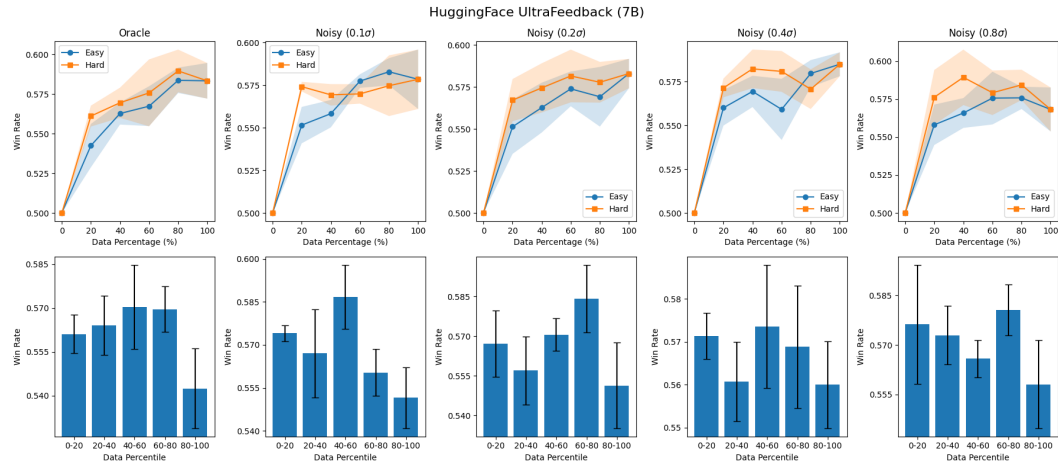 HuggingFace UltraFeedback (7B)
Oracle
0.600
0.575
0.550
0.525
0.500
Win Rate
Easy
Hard
0 20 40 60 80 100
Data Percentage (%)
Noisy (0.1σ)
0.600
0.575
0.550
0.525
0.500
Win Rate
Easy
Hard
0 20 40 60 80 100
Data Percentage (%)
Noisy (0.2σ)
0.600
0.575
0.550
0.525
0.500
Win Rate
Easy
Hard
0 20 40 60 80 100
Data Percentage (%)
Noisy (0.4σ)
0.575
0.550
0.525
0.500
Win Rate
Easy
Hard
0 20 40 60 80 100
Data Percentage (%)
Noisy (0.8σ)
0.600
0.575
0.550
0.525
0.500
Win Rate
Easy
Hard
0 20 40 60 80 100
Data Percentage (%)
0.585
0.570
0.555
0.540
Win Rate
0-20 20-40 40-60 60-80 80-100
Data Percentile
0.600
0.585
0.570
0.555
0.540
Win Rate
0-20 20-40 40-60 60-80 80-100
Data Percentile
0.585
0.570
0.555
0.540
Win Rate
0-20 20-40 40-60 60-80 80-100
Data Percentile
0.58
0.57
0.56
0.55
Win Rate
0-20 20-40 40-60 60-80 80-100
Data Percentile
0.585
0.570
0.555
Win Rate
0-20 20-40 40-60 60-80 80-100
Data Percentile